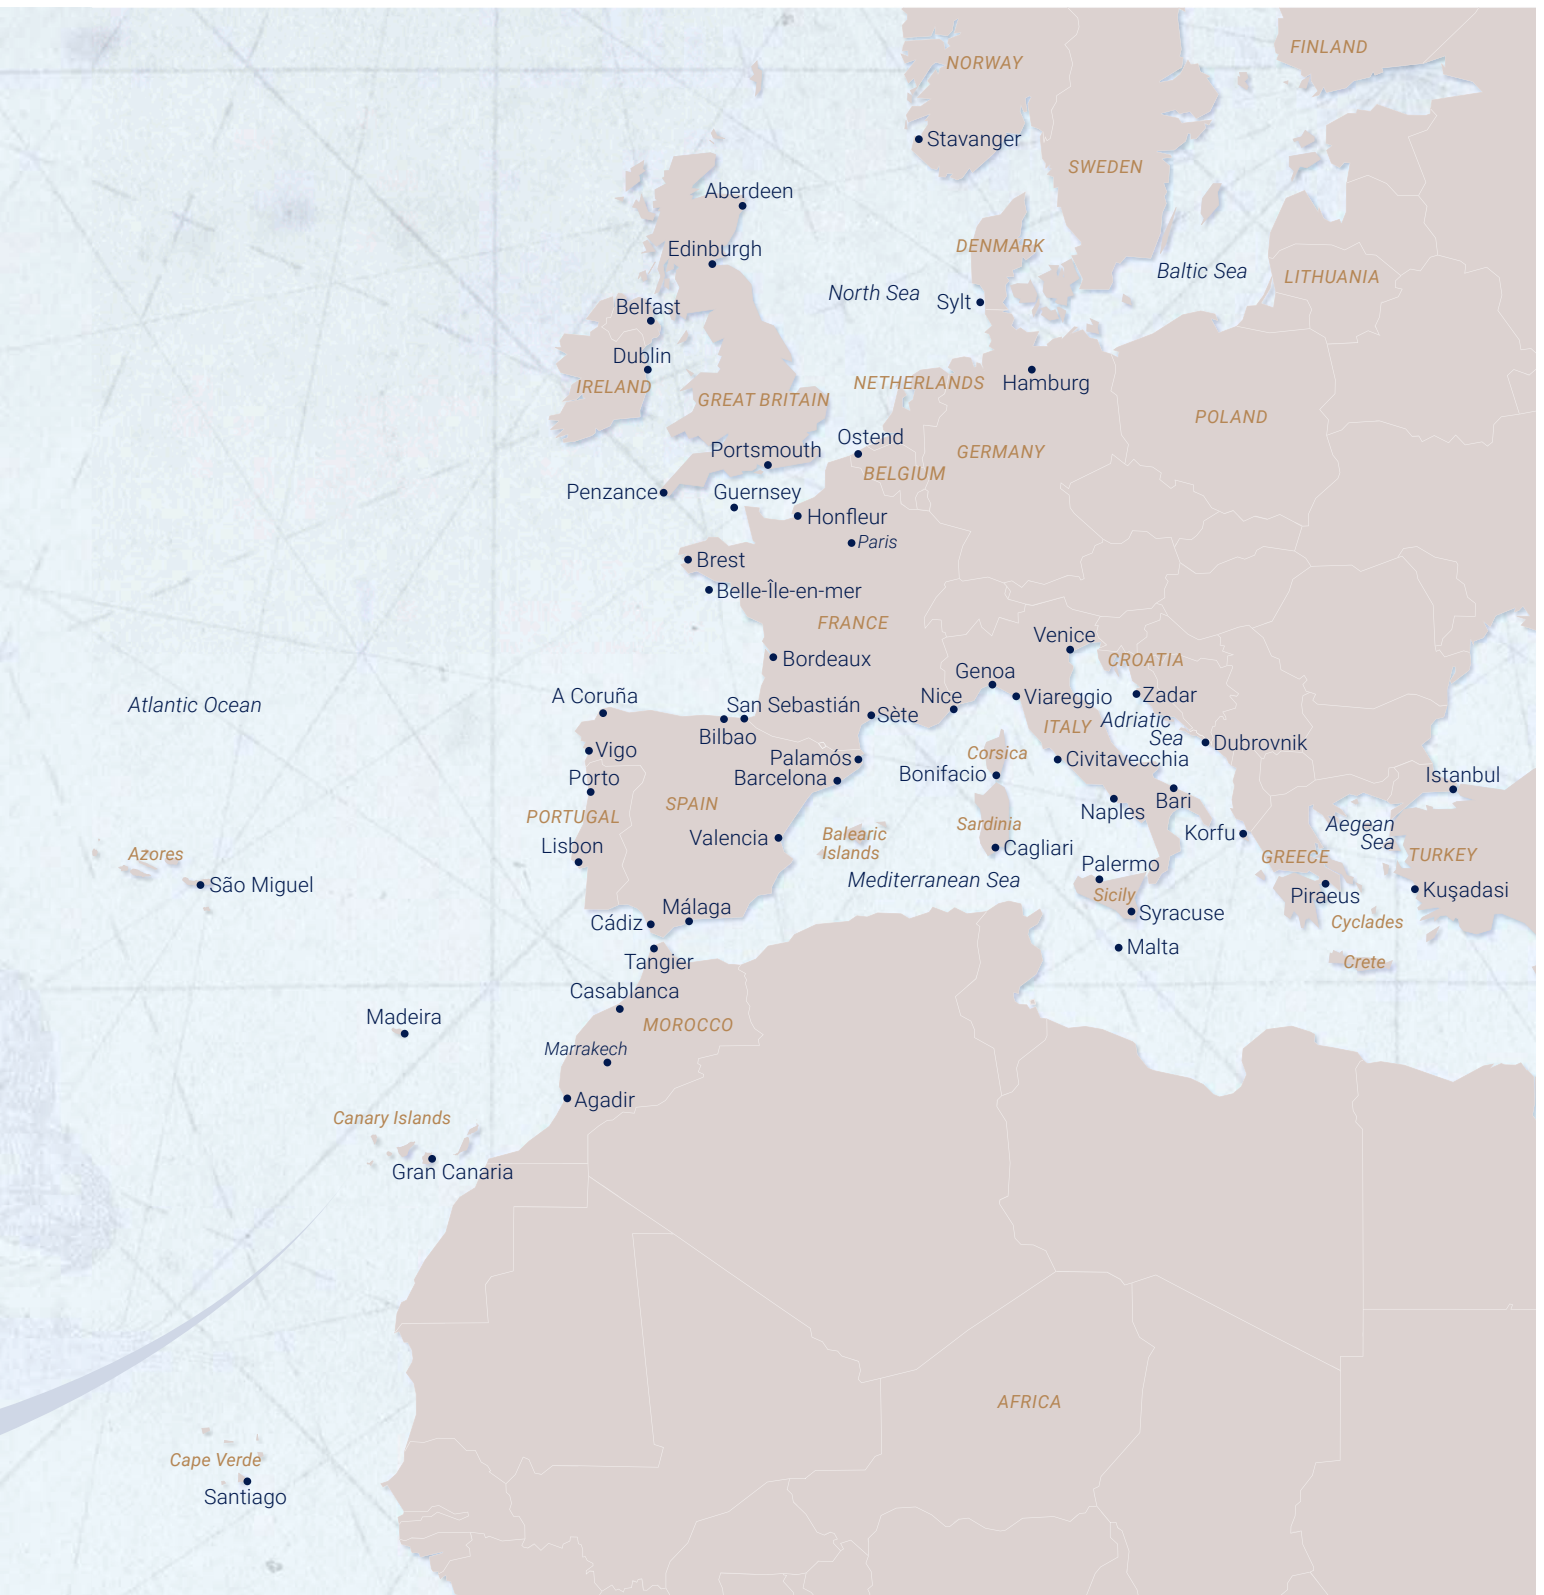 FINLAND
NORWAY
Stavanger
SWEDEN
Aberdeen
DENMARK
Edinburgh
Baltic Sea
LITHUANIA
North Sea
Sylt
Belfast
Dublin
IRELAND
NETHERLANDS
Hamburg
GREAT BRITAIN
POLAND
Ostend
Portsmouth
GERMANY
BELGIUM
Penzance
Guernsey
Honfleur
Paris
Brest
Belle-Île-en-mer
FRANCE
Venice
Bordeaux
CROATIA
Genoa
A Coruña
Nice
Viareggio
Zadar
Atlantic Ocean
San Sebastián
Sète
Adriatic
Sea
ITALY
Bilbao
Dubrovnik
Vigo
Corsica
Palamós
Civitavecchia
Bonifacio
Istanbul
Porto
Barcelona
SPAIN
Bari
Naples
PORTUGAL
Sardinia
Aegean
Sea
Balearic
Islands
Korfu
Valencia
Lisbon
Cagliari
Azores
GREECE
TURKEY
Palermo
Mediterranean Sea
São Miguel
Kuşadasi
Sicily
Piraeus
Málaga
Syracuse
Cádiz
Cyclades
Malta
Tangier
Crete
Casablanca
Madeira
MOROCCO
Marrakech
Agadir
Canary Islands
Gran Canaria
AFRICA
Cape Verde
Santiago